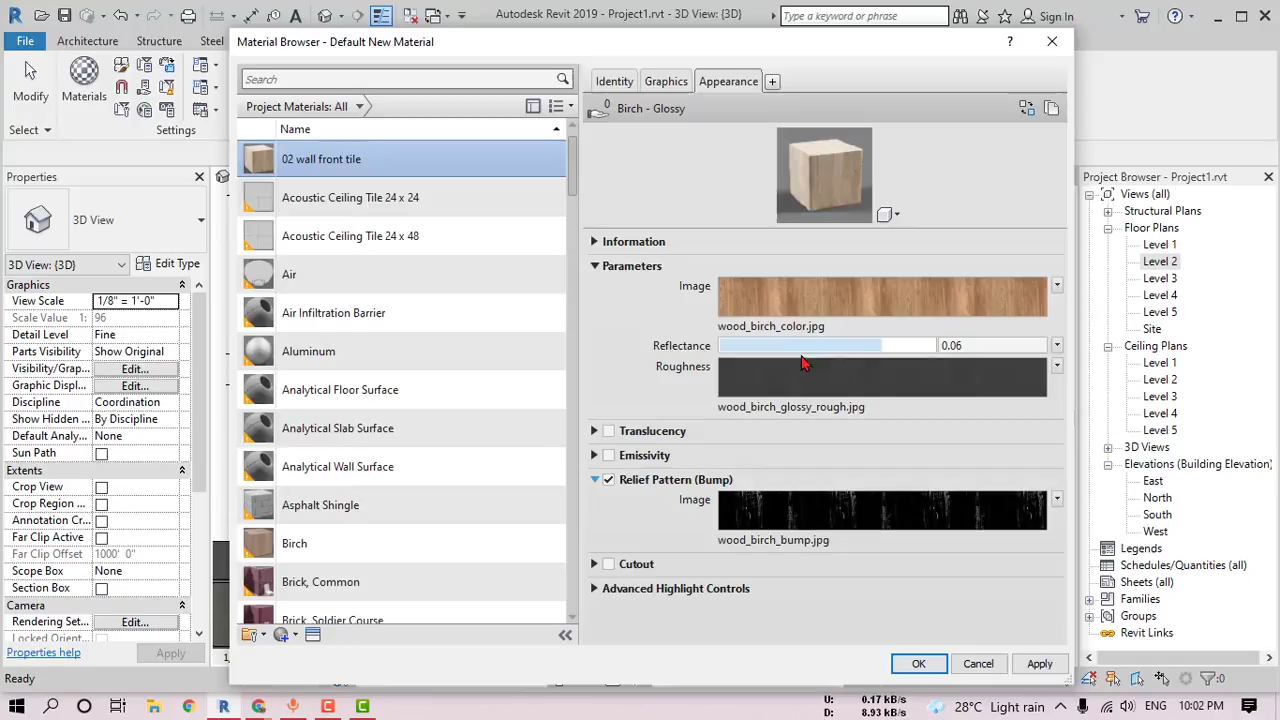 Autodesk Revit 2019 - Project1.rvt - 3D View: {3D}
Type a keyword or phrase
Sign In
File
Architecture
Structure
Steel
Modify
Materials
Select
Settings
Properties
3D View
3D View: {3D}
Edit Type
Graphics
View Scale
1/8" = 1'-0"
Scale Value 1:
96
Detail Level
Fine
Parts Visibility
Show Original
Visibility/Grap...
Edit...
Graphic Displ...
Edit...
Discipline
Coordination
Show Hidden ...
By Discipline
Default Analy...
None
Sun Path
Extents
Crop View
Crop Region ...
Annotation Cr...
Far Clip Active
Far Clip Offset
1000' 0"
Scope Box
None
Section Box
Camera
Rendering Set...
Edit...
Locked Orient...
Properties help
Apply
Ready
Material Browser - Default New Material
?
Search
Project Materials: All
Name
02 wall front tile
Acoustic Ceiling Tile 24 x 24
Acoustic Ceiling Tile 24 x 48
Air
Air Infiltration Barrier
Aluminum
Analytical Floor Surface
Analytical Slab Surface
Analytical Wall Surface
Asphalt Shingle
Birch
Brick, Common
Brick, Soldier Course
Identity
Graphics
Appearance
0
Birch - Glossy
Information
Parameters
Image
wood_birch_color.jpg
Reflectance
0.06
Roughness
wood_birch_glossy_rough.jpg
Translucency
Emissivity
Relief Pattern (Bump)
Image
wood_birch_bump.jpg
Cutout
Advanced Highlight Controls
OK
Cancel
Apply
Project Browser - Project1.rvt
Views (all)
Structural Plans
Floor Plans
Level 1
Level 2
Level 3
Level 4
Level 5
Site
Ceiling Plans
Level 1
Level 2
Level 3
Level 4
Level 5
3D Views
Elevations (Building Elevation)
East
North
South
West
Legends
Schedules/Quantities (all)
Sheets (all)
Families
Groups
Revit Links
:0
U: 0.17 kB/s
D: 8.93 kB/s
28°C Light rain
10:02 PM